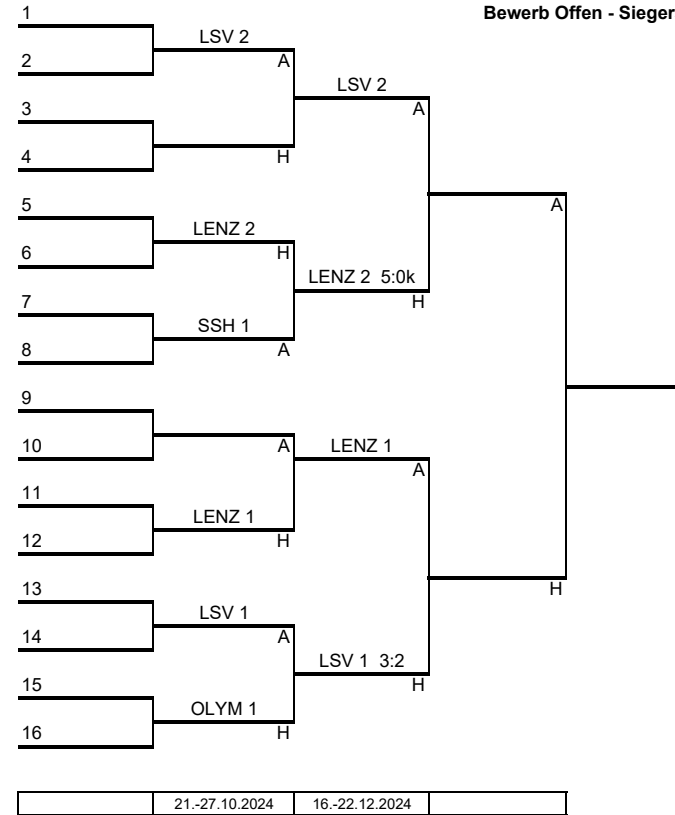 Bewerb Offen - Sieger
1
LSV 2
2
A
LSV 2
3
A
4
H
5
A
LENZ 2
6
H
LENZ 2 5:0k
7
H
SSH 1
8
A
9
10
A
LENZ 1
A
11
LENZ 1
12
H
13
H
LSV 1
14
A
LSV 1 3:2
15
H
OLYM 1
16
H
21.-27.10.2024 16.-22.12.2024